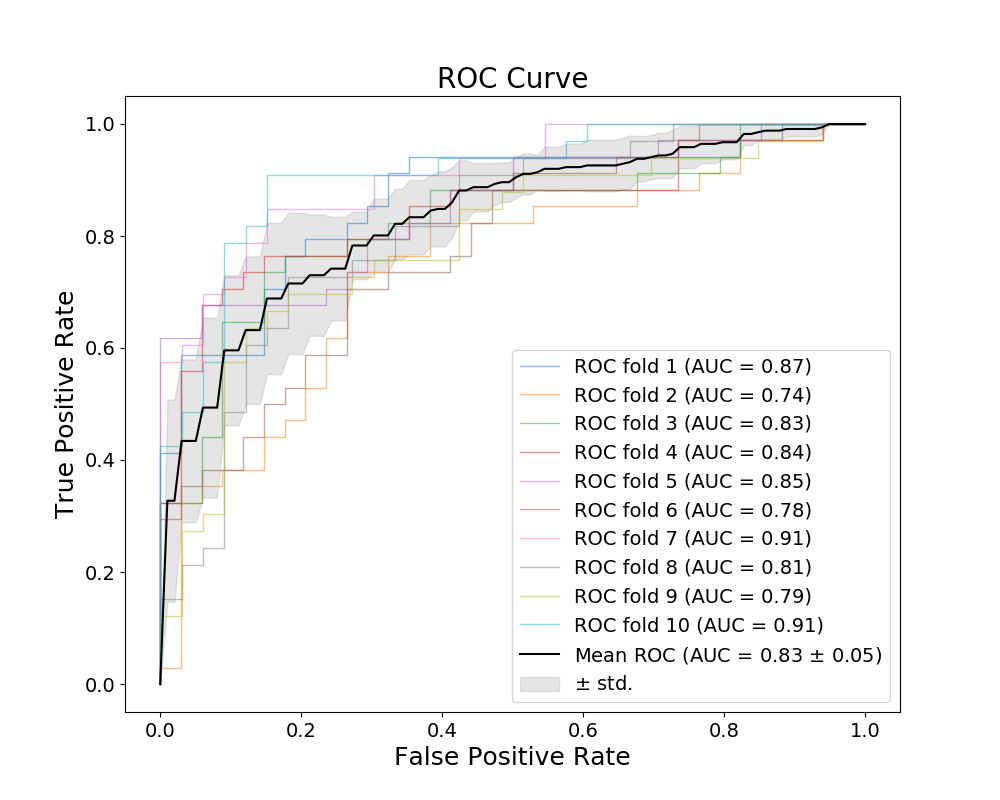 ROC Curve
1.0
0.8
0.6
0.4
0.2
0.0
True Positive Rate
ROC fold 1 (AUC = 0.87)
ROC fold 2 (AUC = 0.74)
ROC fold 3 (AUC = 0.83)
ROC fold 4 (AUC = 0.84)
ROC fold 5 (AUC = 0.85)
ROC fold 6 (AUC = 0.78)
ROC fold 7 (AUC = 0.91)
ROC fold 8 (AUC = 0.81)
ROC fold 9 (AUC = 0.79)
ROC fold 10 (AUC = 0.91)
Mean ROC (AUC = 0.83 ± 0.05)
± std.
0.0 0.2 0.4 0.6 0.8 1.0
False Positive Rate